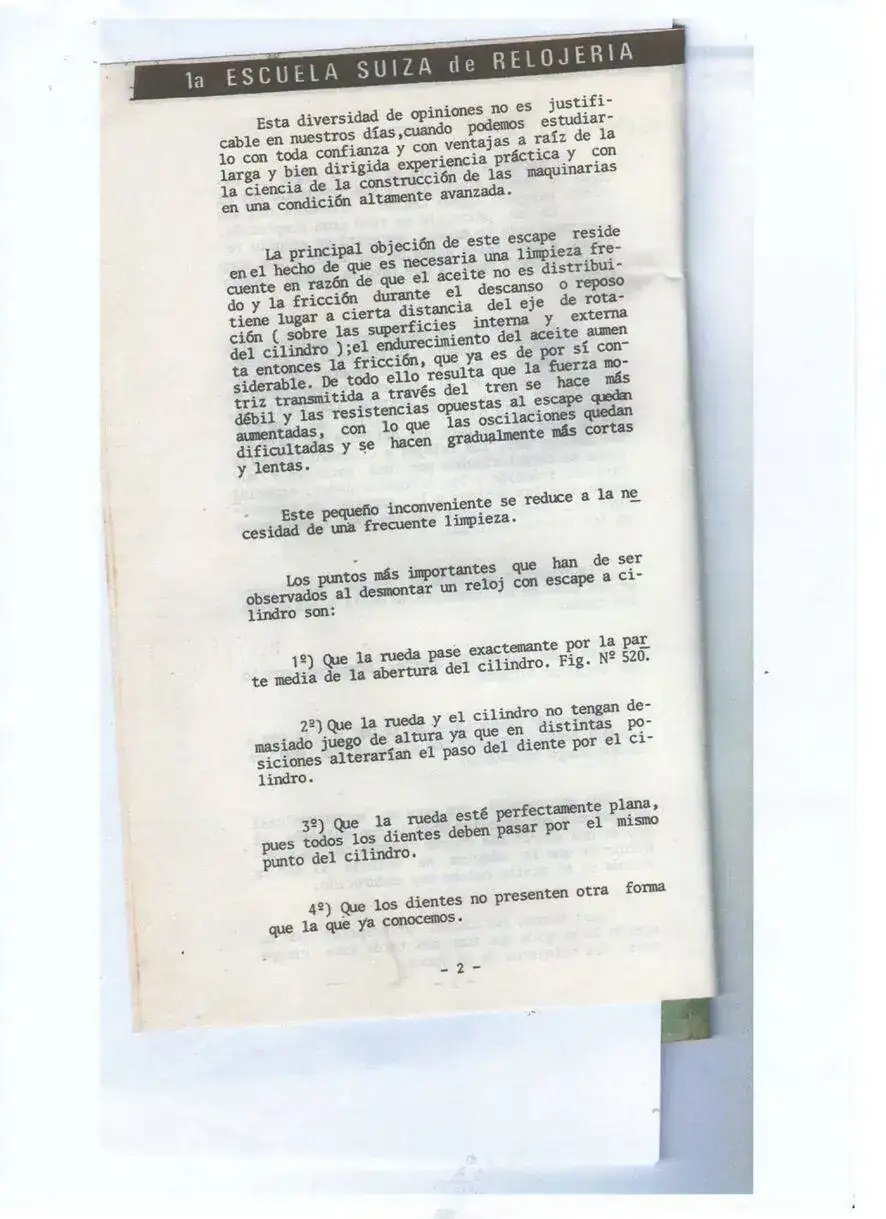 1a ESCUELA SUIZA de RELOJERIA
Esta diversidad de opiniones no es justifi-
cable en nuestros días,cuando podemos estudiar-
lo con toda confianza y con ventajas a raíz de la
larga y bien dirigida experiencia práctica y con
la ciencia de la construcción de las maquinarias
en una condición altamente avanzada.
La principal objeción de este escape reside
en el hecho de que es necesaria una limpieza fre-
cuente en razón de que el aceite no es distribui-
do y la fricción durante el descanso o reposo
tiene lugar a cierta distancia del eje de rota-
ción ( sobre las superficies interna y externa
del cilindro );el endurecimiento del aceite aumen
ta entonces la fricción, que ya es de por sí con-
siderable. De todo ello resulta que la fuerza mo-
triz transmitida a través del tren se hace más
débil y las resistencias opuestas al escape quedan
aumentadas, con lo que las oscilaciones quedan
dificultadas y se hacen gradualmente más cortas
y lentas.
Este pequeño inconveniente se reduce a la ne
cesidad de una frecuente limpieza.
Los puntos más importantes que han de ser
observados al desmontar un reloj con escape a ci-
lindro son:
1º) Que la rueda pase exactemante por la par
te media de la abertura del cilindro. Fig. Nº 520.
2º) Que la rueda y el cilindro no tengan de-
masiado juego de altura ya que en distintas po-
siciones alterarían el paso del diente por el ci-
lindro.
3º) Que la rueda esté perfectamente plana,
pues todos los dientes deben pasar por el mismo
punto del cilindro.
4º) Que los dientes no presenten otra forma
que la que ya conocemos.
- 2 -